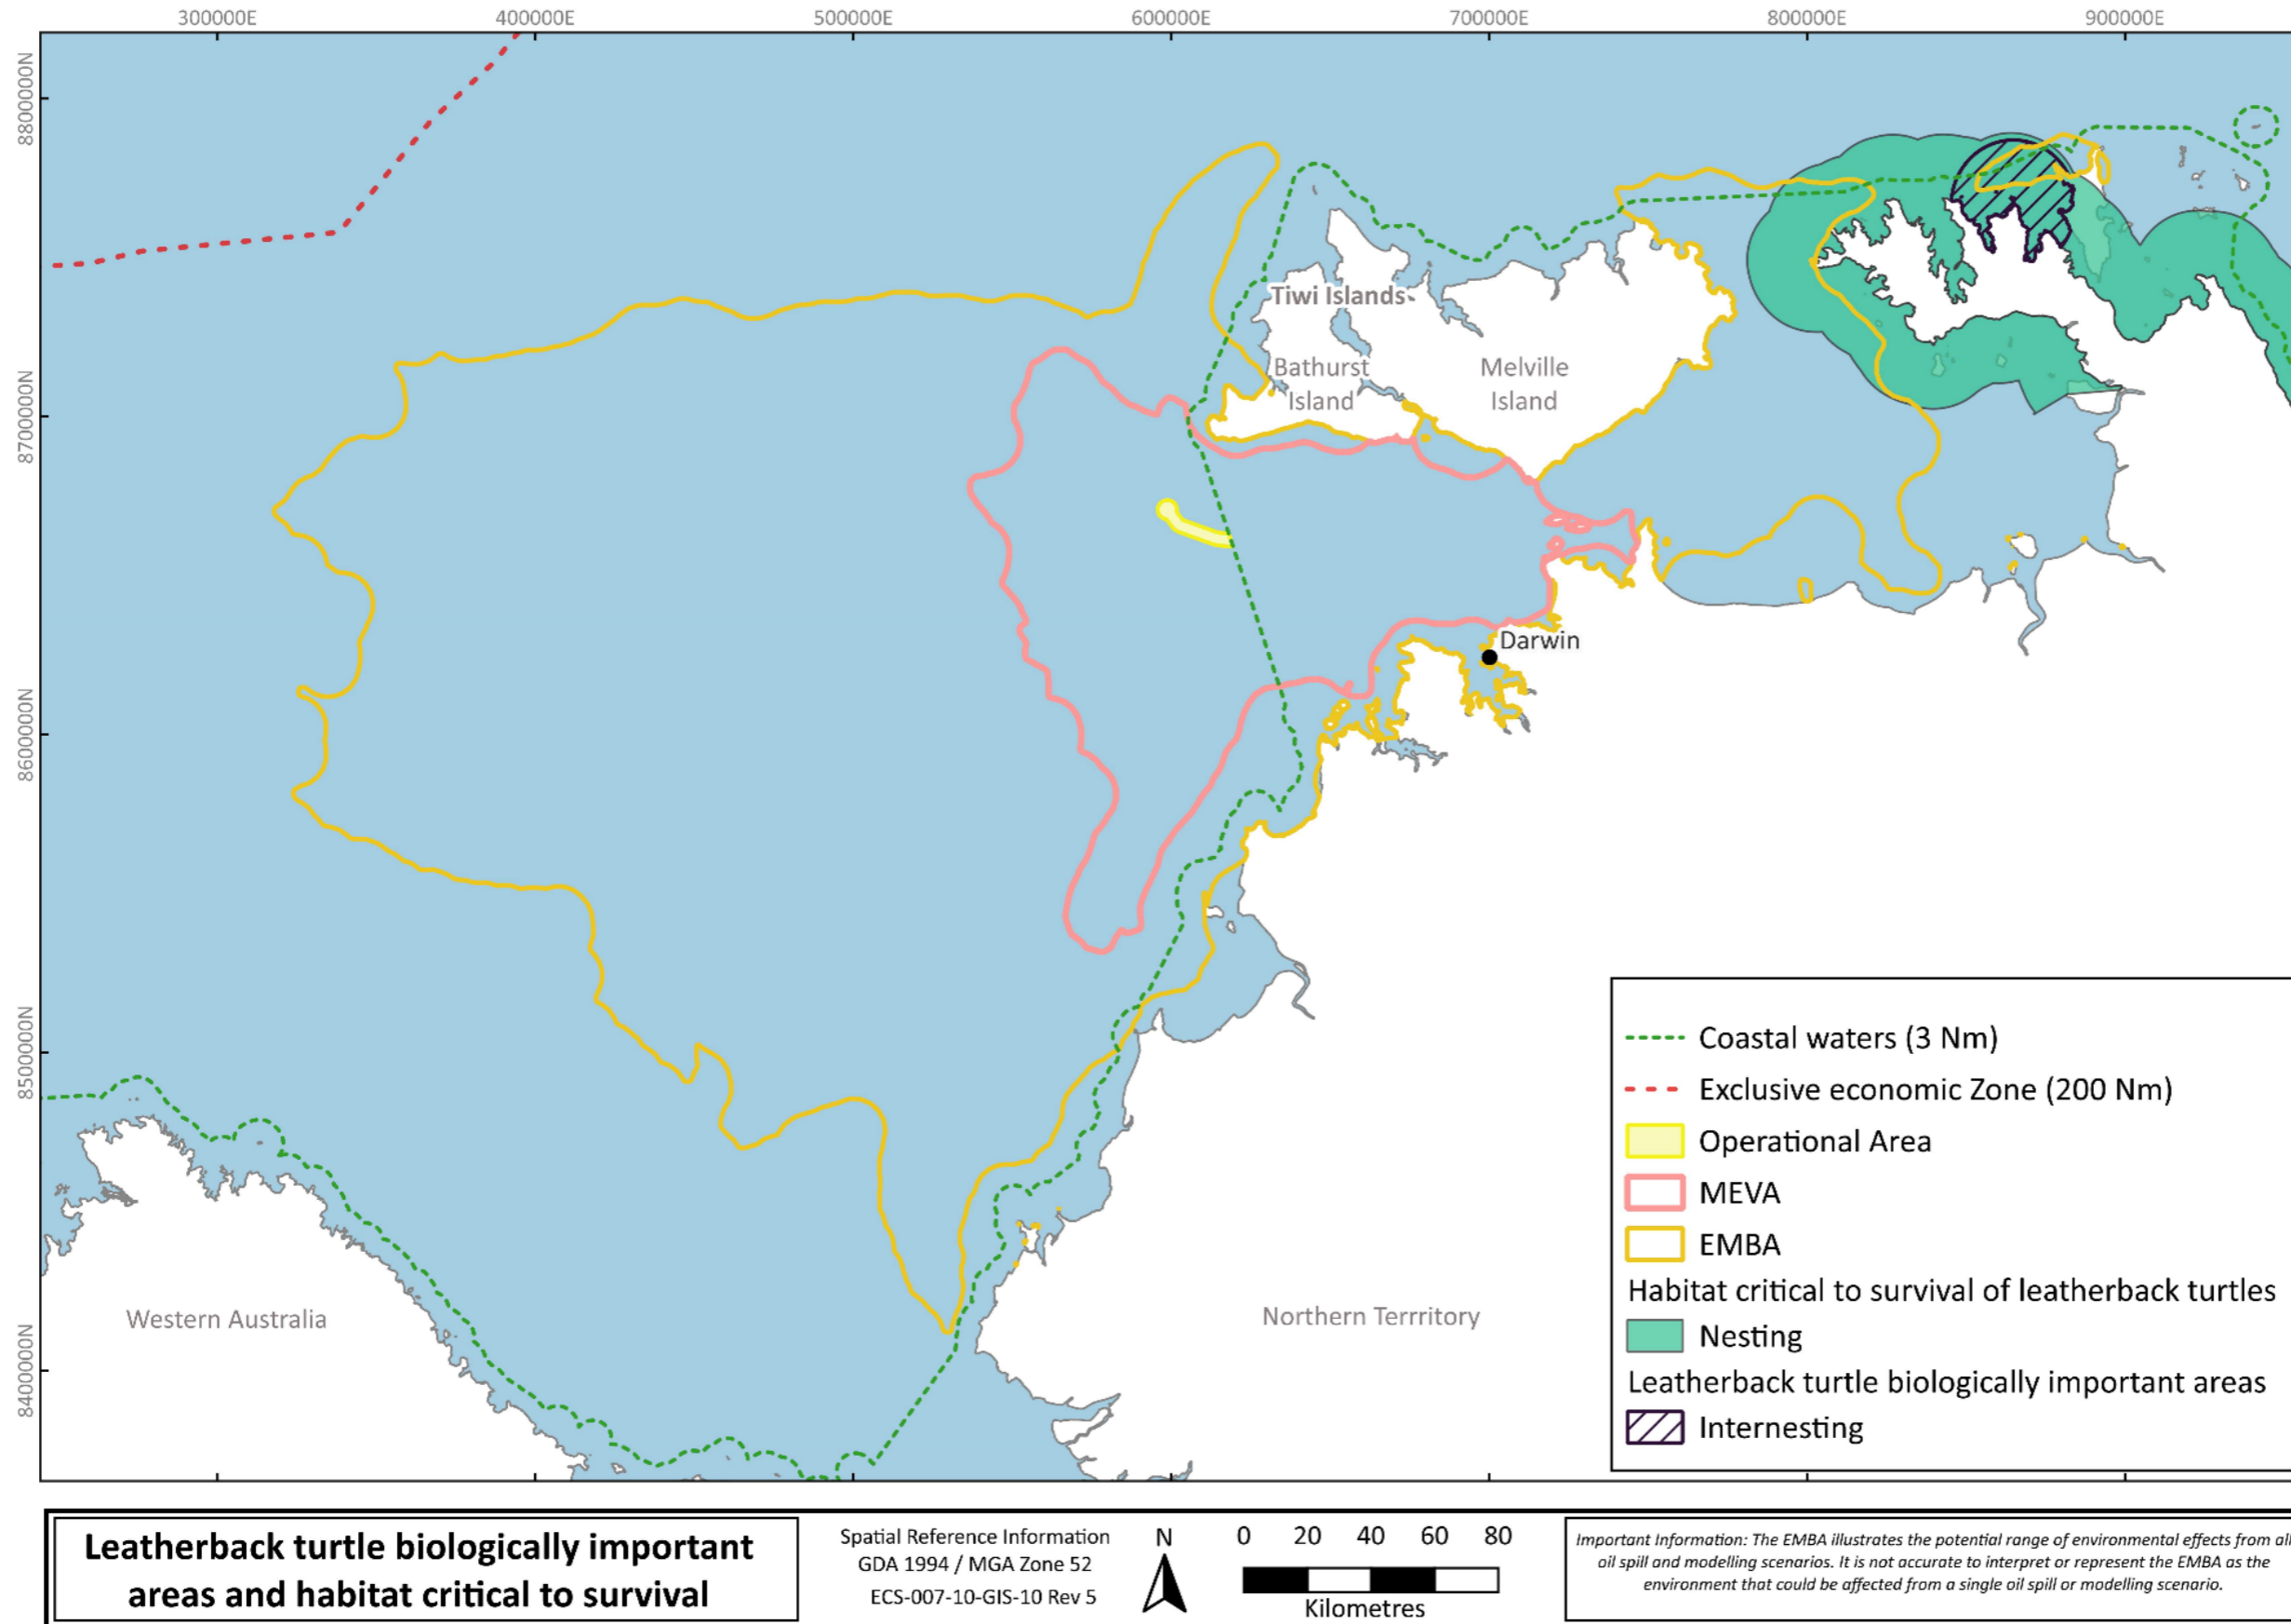 300000E 400000E 500000E 600000E 700000E 800000E 900000E
8800000N
8700000N
8600000N
8500000N
8400000N
Tiwi Islands
Bathurst
Island
Melville
Island
Darwin
Western Australia
Northern Terrritory
Coastal waters (3 Nm)
Exclusive economic Zone (200 Nm)
Operational Area
MEVA
EMBA
Habitat critical to survival of leatherback turtles
Nesting
Leatherback turtle biologically important areas
Internesting
Leatherback turtle biologically important
areas and habitat critical to survival
Spatial Reference Information
GDA 1994 / MGA Zone 52
ECS-007-10-GIS-10 Rev 5
N
0 20 40 60 80
Kilometres
Important Information: The EMBA illustrates the potential range of environmental effects from all
oil spill and modelling scenarios. It is not accurate to interpret or represent the EMBA as the
environment that could be affected from a single oil spill or modelling scenario.